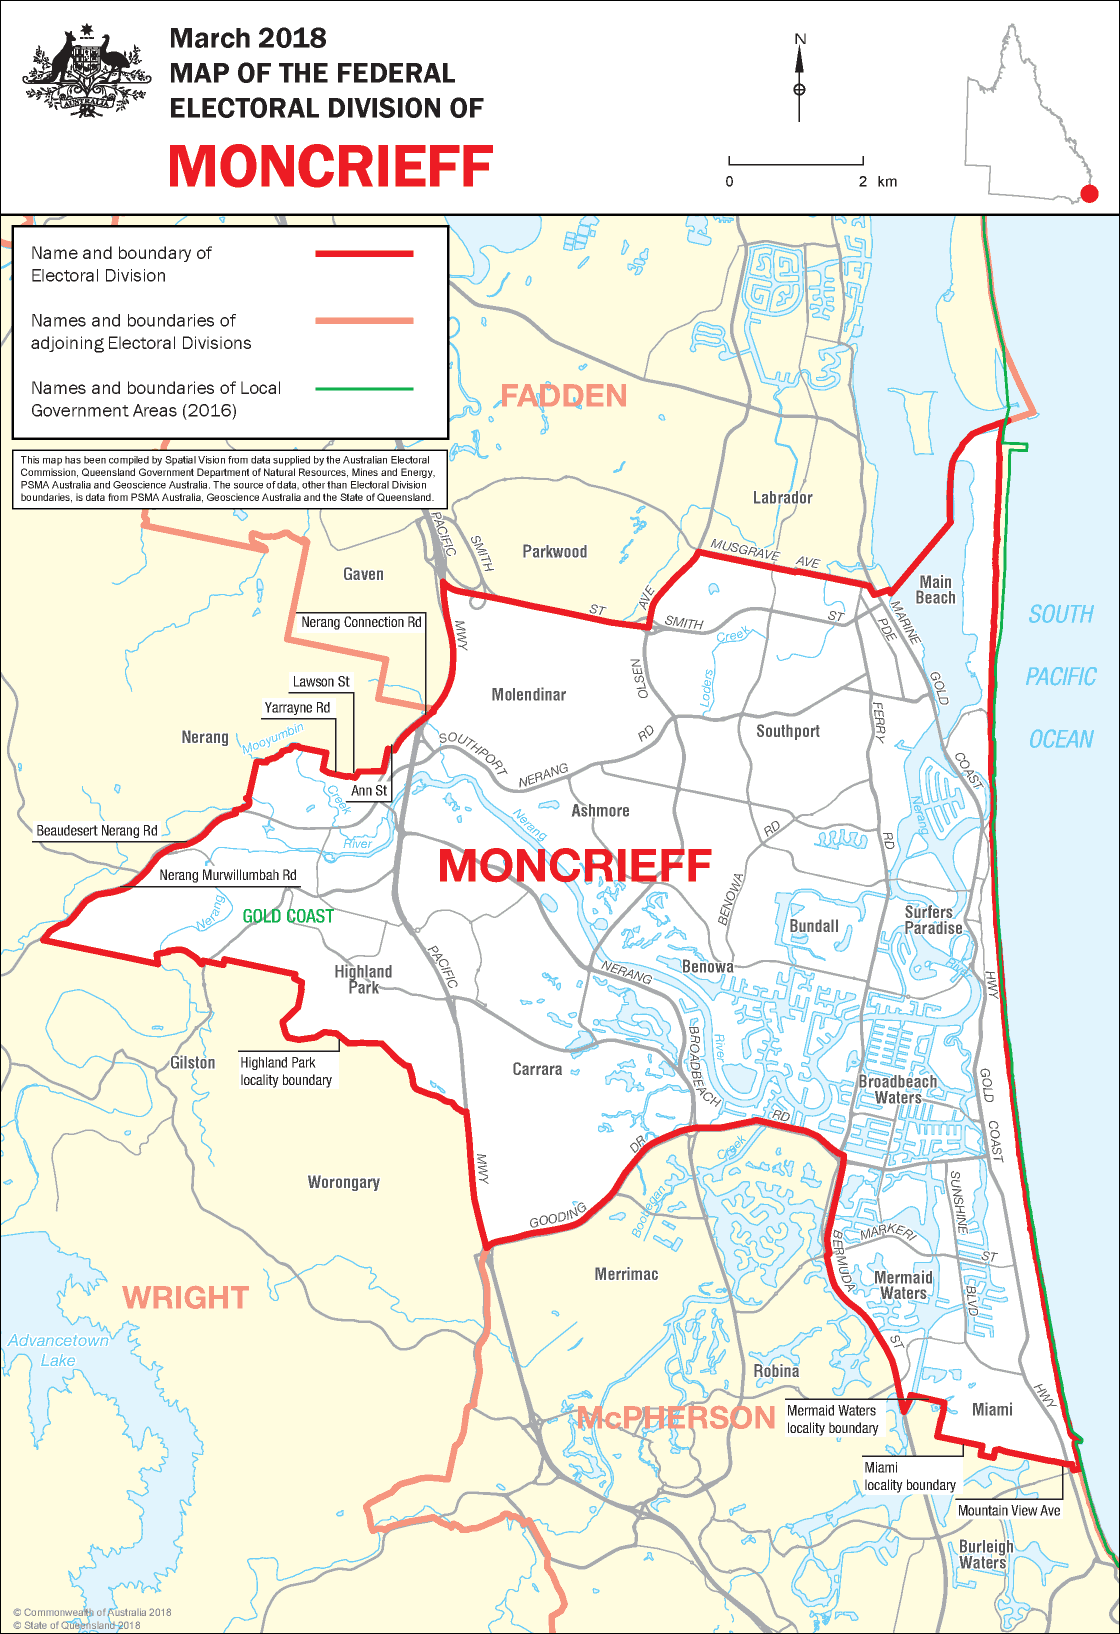 March 2018
MAP OF THE FEDERAL
ELECTORAL DIVISION OF
MONCRIEFF
AUSTRALIA
N
0 2 km
Name and boundary of
Electoral Division
Names and boundaries of
adjoining Electoral Divisions
Names and boundaries of Local
Government Areas (2016)
This map has been compiled by Spatial Vision from data supplied by the Australian Electoral
Commission, Queensland Government Department of Natural Resources, Mines and Energy,
PSMA Australia and Geoscience Australia. The source of data, other than Electoral Division
boundaries, is data from PSMA Australia, Geoscience Australia and the State of Queensland.
FADDEN
Labrador
PACIFIC
SMITH
Parkwood
MUSGRAVE AVE
Gaven
Main
Beach
ST
AVE
SMITH
ST
MARINE
PDE
SOUTH
PACIFIC
OCEAN
Nerang Connection Rd
MWY
Creek
Loders
OLSEN
Lawson St
Molendinar
GOLD
Yarrayne Rd
Southport
FERRY
Nerang
Mooyumbin
SOUTHPORT
NERANG
RD
COAST
Ann St
Creek
Ashmore
Nerang
Nerang
Beaudesert Nerang Rd
River
RD
RD
MONCRIEFF
Nerang Murwillumbah Rd
BENOWA
Nerang
GOLD COAST
Surfers
Paradise
Bundall
Highland
Park
PACIFIC
NERANG
Benowa
River
HWY
Gilston
Highland Park
locality boundary
Carrara
BROADBEACH
River
Broadbeach
Waters
GOLD
COAST
RD
DR
Creek
Worongary
MWY
GOODING
Boobegan
SUNSHINE
BERMUDA
MARKERI
ST
Merrimac
Mermaid
Waters
BLVD
WRIGHT
Advancetown
Lake
ST
Robina
HWY
McPHERSON
Mermaid Waters
locality boundary
Miami
Miami
locality boundary
Mountain View Ave
Burleigh
Waters
© Commonwealth of Australia 2018
© State of Queensland 2018